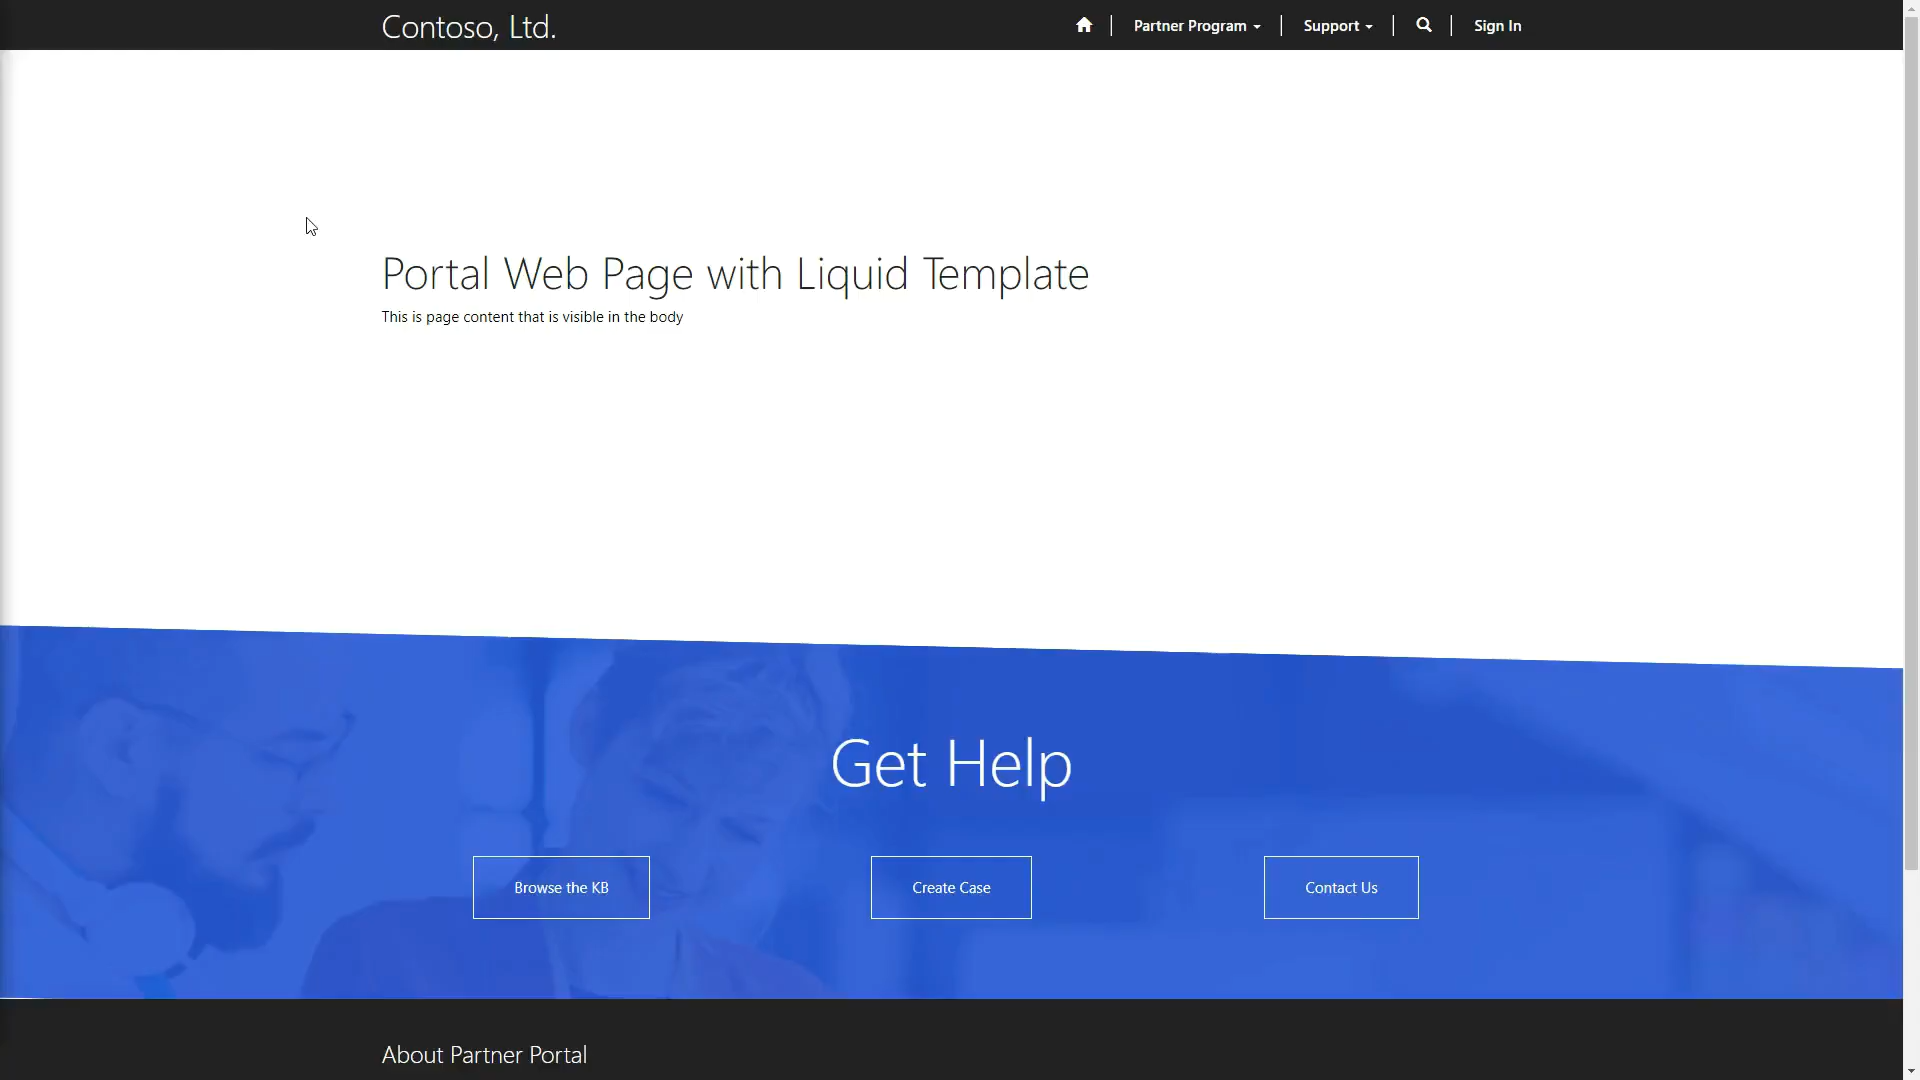 Contoso, Ltd.
Partner Program
Support
Sign In
Portal Web Page with Liquid Template
This is page content that is visible in the body
Get Help
Browse the KB
Create Case
Contact Us
About Partner Portal